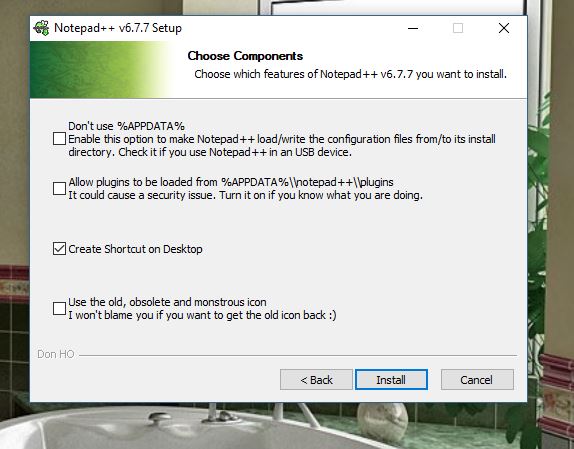 Notepad++ v6.7.7 Setup
Choose Components
Choose which features of Notepad++ v6.7.7 you want to install.
Don't use %APPDATA%
Enable this option to make Notepad++ load/write the configuration files from/to its install
directory. Check it if you use Notepad++ in an USB device.
Allow plugins to be loaded from %APPDATA%\\notepad++\\plugins
It could cause a security issue. Turn it on if you know what you are doing.
Create Shortcut on Desktop
Use the old, obsolete and monstrous icon
I won't blame you if you want to get the old icon back :)
Don HO
< Back
Install
Cancel